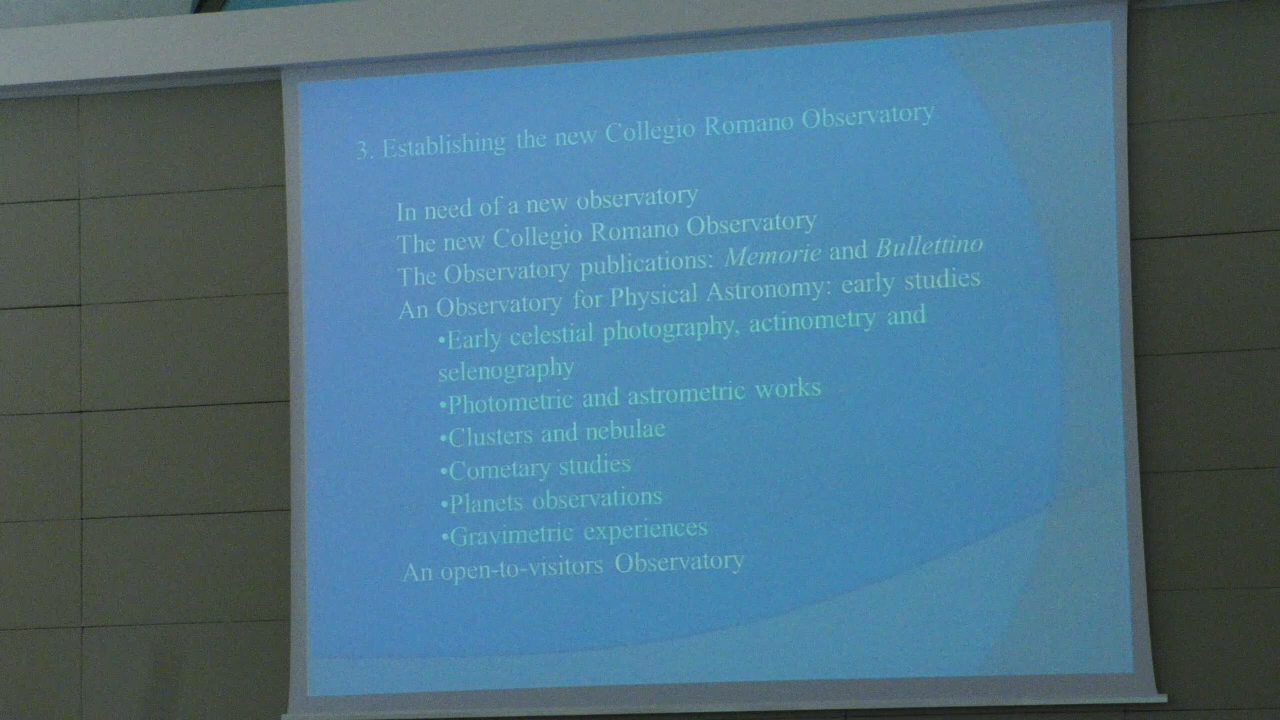 3. Establishing the new Collegio Romano Observatory
In need of a new observatory
The new Collegio Romano Observatory
The Observatory publications: Memorie and Bullettino
An Observatory for Physical Astronomy: early studies
•Early celestial photography, actinometry and
selenography
•Photometric and astrometric works
•Clusters and nebulae
•Cometary studies
•Planets observations
•Gravimetric experiences
An open-to-visitors Observatory